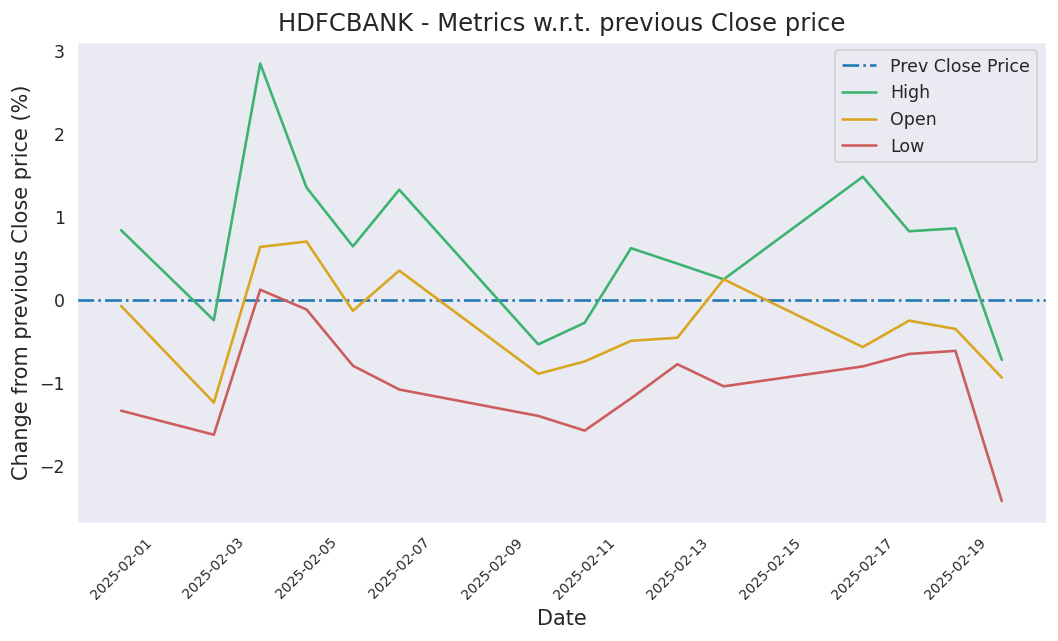 HDFCBANK - Metrics w.r.t. previous Close price
Change from previous Close price (%)
3
2
1
0
−1
−2
Prev Close Price
High
Open
Low
2025-02-01
2025-02-03
2025-02-05
2025-02-07
2025-02-09
2025-02-11
2025-02-13
2025-02-15
2025-02-17
2025-02-19
Date